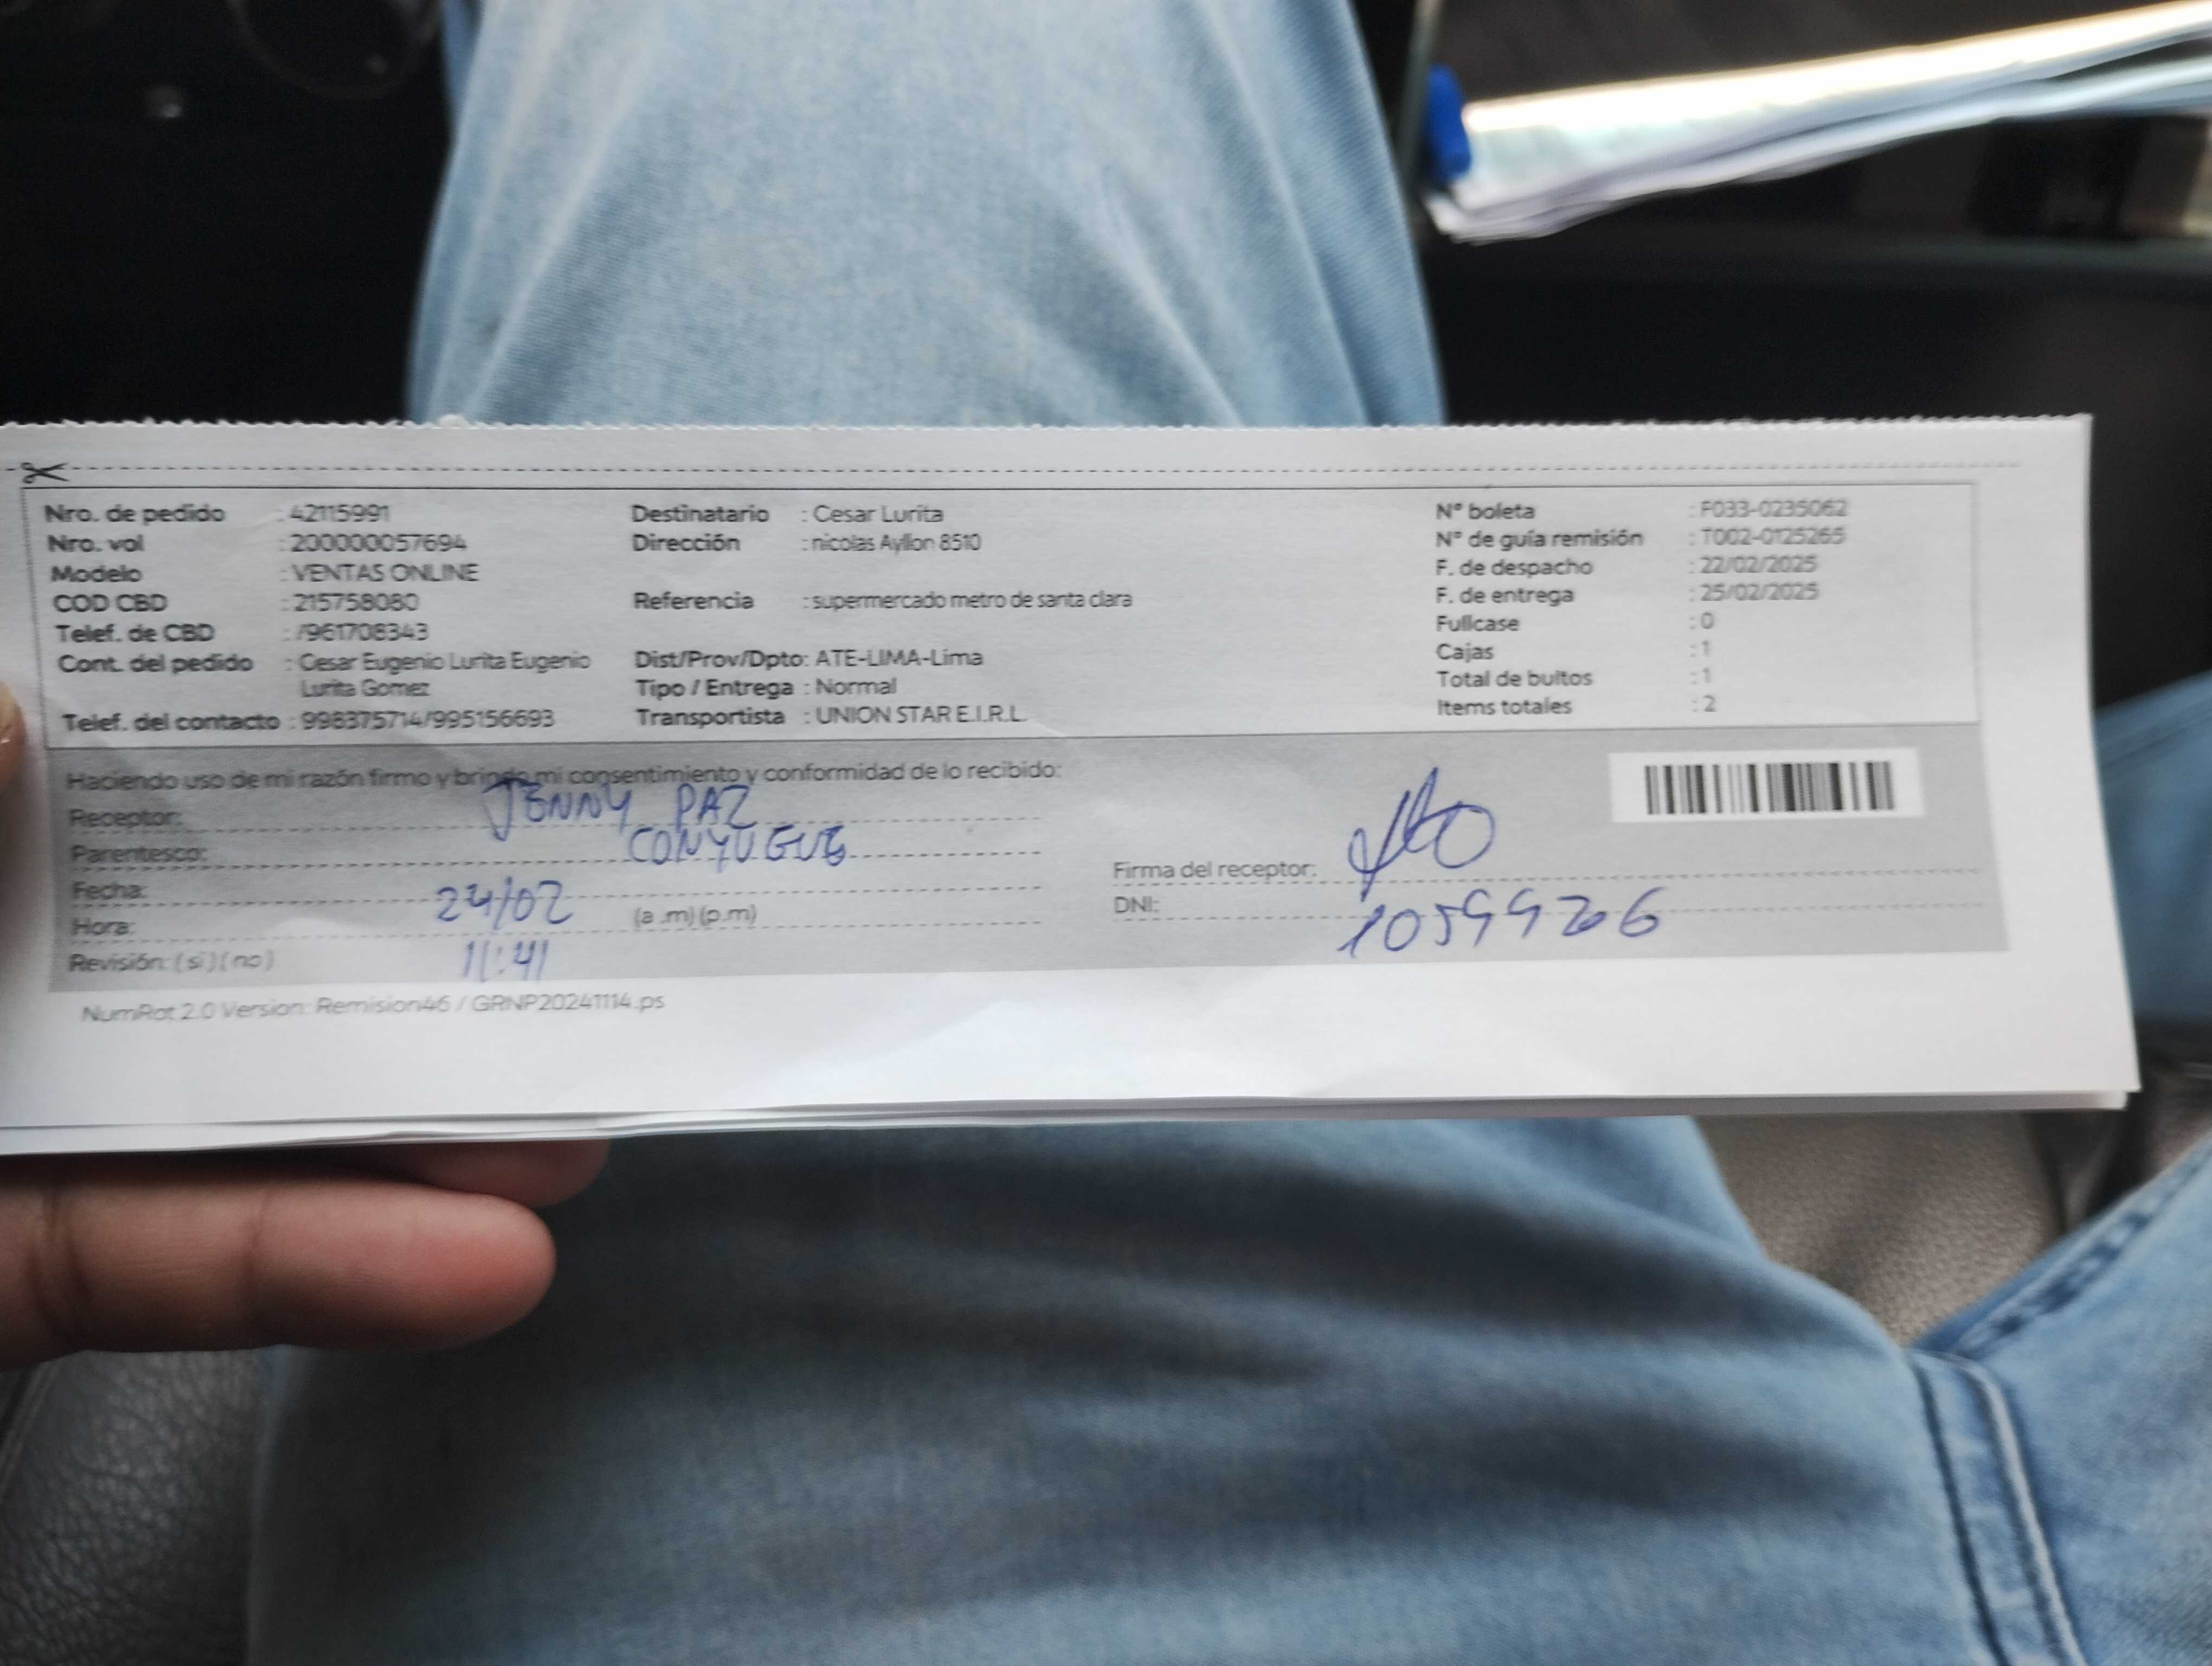 Nro. de pedido : 42115991
Nro. vol : 200000057694
Modelo : VENTAS ONLINE
COD CBD : 215758080
Telef. de CBD : /961708343
Cont. del pedido : Cesar Eugenio Lurita Eugenio
Lurita Gomez
Telef. del contacto : 998375714/995156693
Destinatario : Cesar Lurita
Dirección : nicolas Ayllon 8510
Referencia : supermercado metro de santa clara
Dist/Prov/Dpto: ATE-LIMA-Lima
Tipo / Entrega : Normal
Transportista : UNION STAR E.I.R.L.
N° boleta : F033-0235062
N° de guía remisión : T002-0125265
F. de despacho : 22/02/2025
F. de entrega : 25/02/2025
Fullcase : 0
Cajas : 1
Total de bultos : 1
Items totales : 2
Haciendo uso de mi razón firmo y brindo mi consentimiento y conformidad de lo recibido:
Receptor: JENNY PAZ
Parentesco: CONYUGUE
Fecha: 24/02
Hora: (a .m) (p.m)
11:41
Revisión: ( si ) ( no )
Firma del receptor:
DNI: 10599266
NumRot 2.0 Version: Remision46 / GRNP20241114.ps